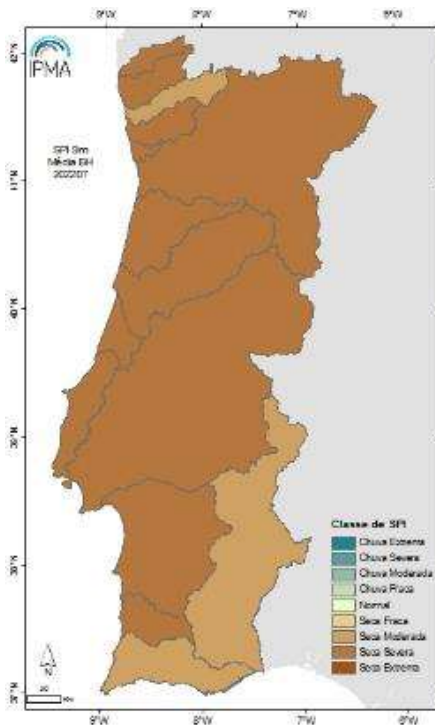 9°W 8°W 7°W 6°W
42°N
IPMA
SPI 9m
Média BH
202207
41°N
40°N
39°N
38°N
37°N
Classe de SPI
Chuva Extrema
Chuva Severa
Chuva Moderada
Chuva Fraca
Normal
Seca Fraca
Seca Moderada
Seca Severa
Seca Extrema
N
Km
9°W 8°W 7°W 6°W